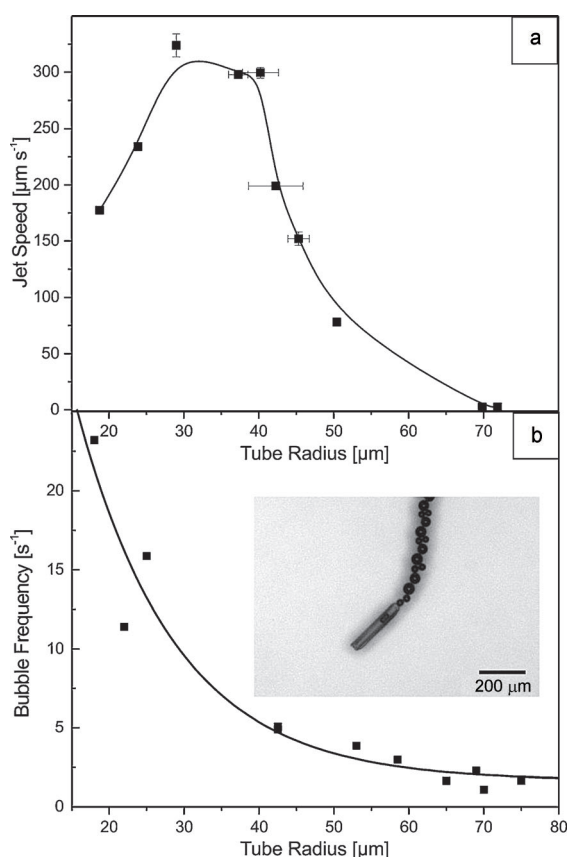 a
300
250
200
150
100
50
0
Jet Speed [µm s⁻¹]
20 30 40 50 60 70
Tube Radius [µm]
b
20
15
10
5
0
Bubble Frequency [s⁻¹]
200 µm
20 30 40 50 60 70 80
Tube Radius [µm]